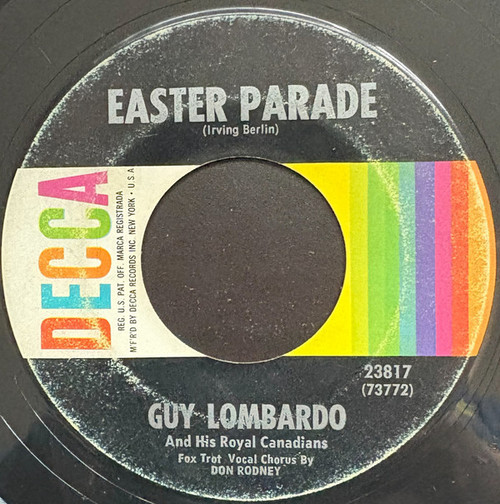 EASTER PARADE
(Irving Berlin)
DECCA
REG. U.S. PAT. OFF. MARCA REGISTRADA
M'F'R'D BY DECCA RECORDS INC. NEW YORK • U.S.A
23817
(73772)
GUY LOMBARDO
And His Royal Canadians
Fox Trot Vocal Chorus By
DON RODNEY